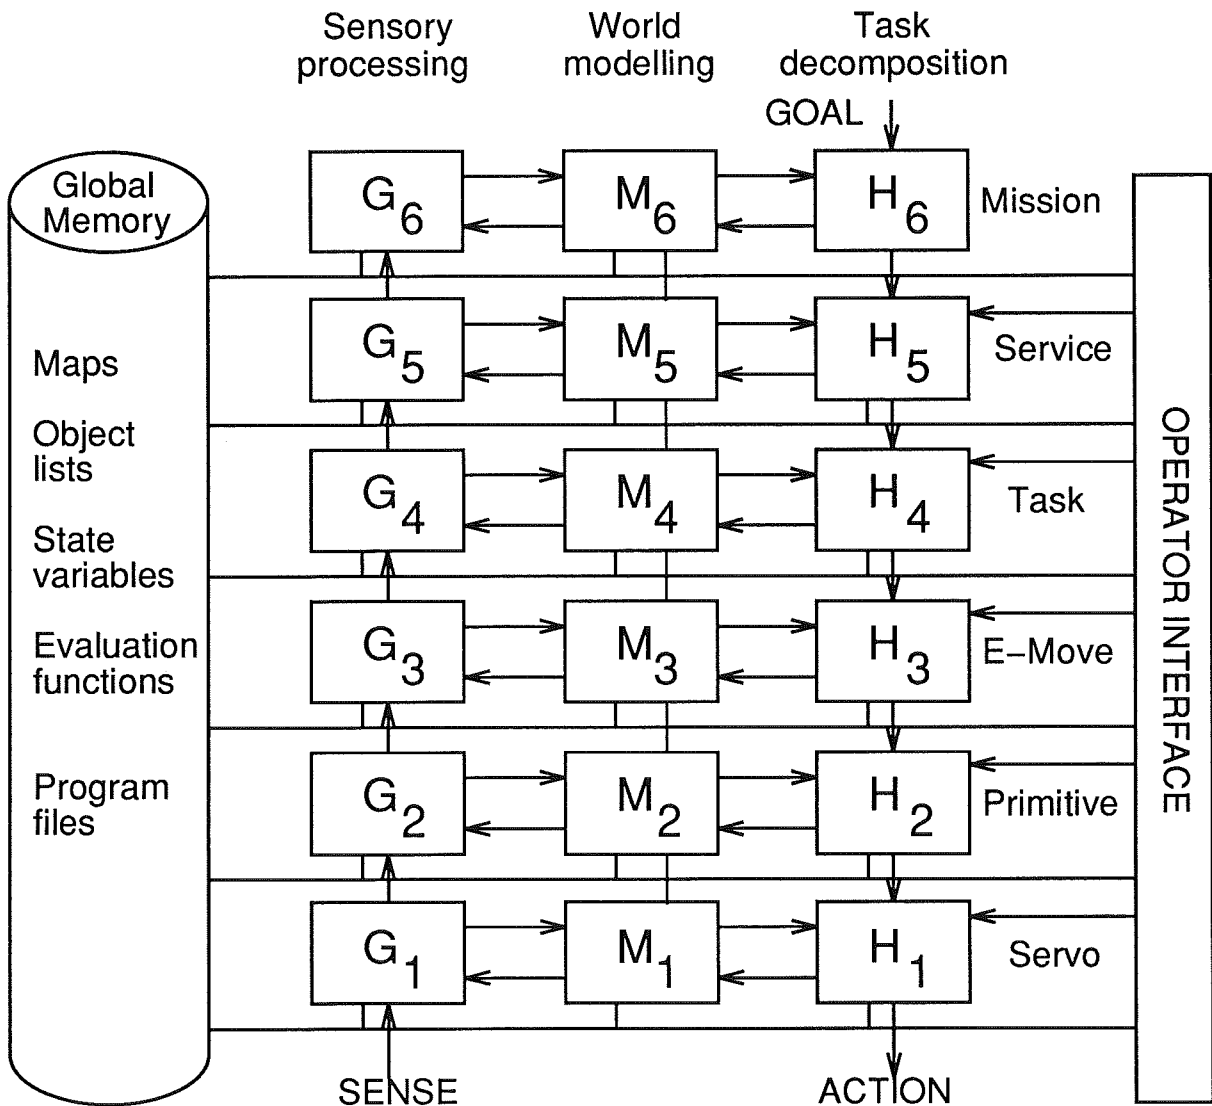 Sensory
processing
World
modelling
Task
decomposition
GOAL
Global
Memory
G6
M6
H6
Mission
Maps
G5
M5
H5
Service
Object
lists
G4
M4
H4
Task
State
variables
Evaluation
functions
G3
M3
H3
E–Move
Program
files
G2
M2
H2
Primitive
G1
M1
H1
Servo
SENSE
ACTION
OPERATOR INTERFACE